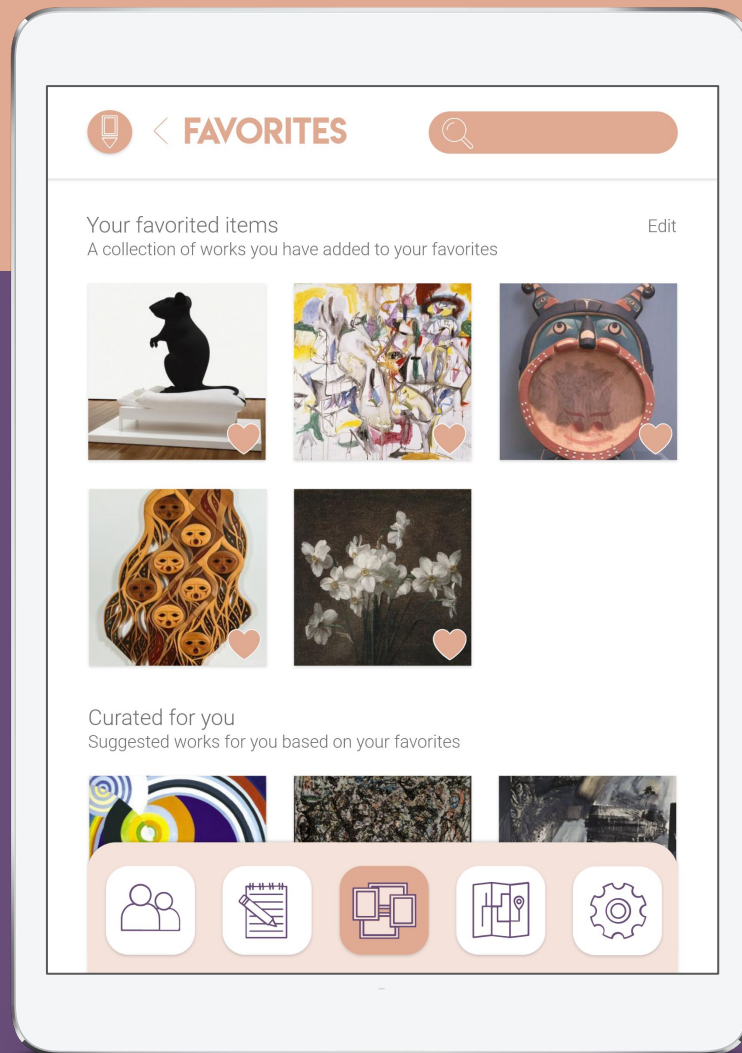 FAVORITES
Your favorited items
Edit
A collection of works you have added to your favorites
Curated for you
Suggested works for you based on your favorites